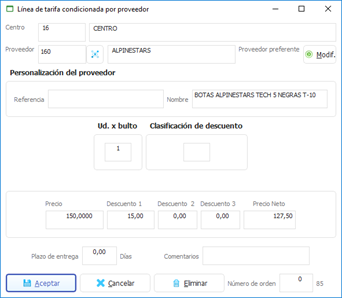 Línea de tarifa condicionada por proveedor
Centro 16 CENTRO
Proveedor 160 ALPINESTARS Proveedor preferente Modif.
Personalización del proveedor
Referencia Nombre BOTAS ALPINESTARS TECH 5 NEGRAS T-10
Ud. x bulto Clasificación de descuento
1
Precio Descuento 1 Descuento 2 Descuento 3 Precio Neto
150,0000 15,00 0,00 0,00 127,50
Plazo de entrega 0,00 Días Comentarios
Aceptar Cancelar Eliminar Número de orden 0 85